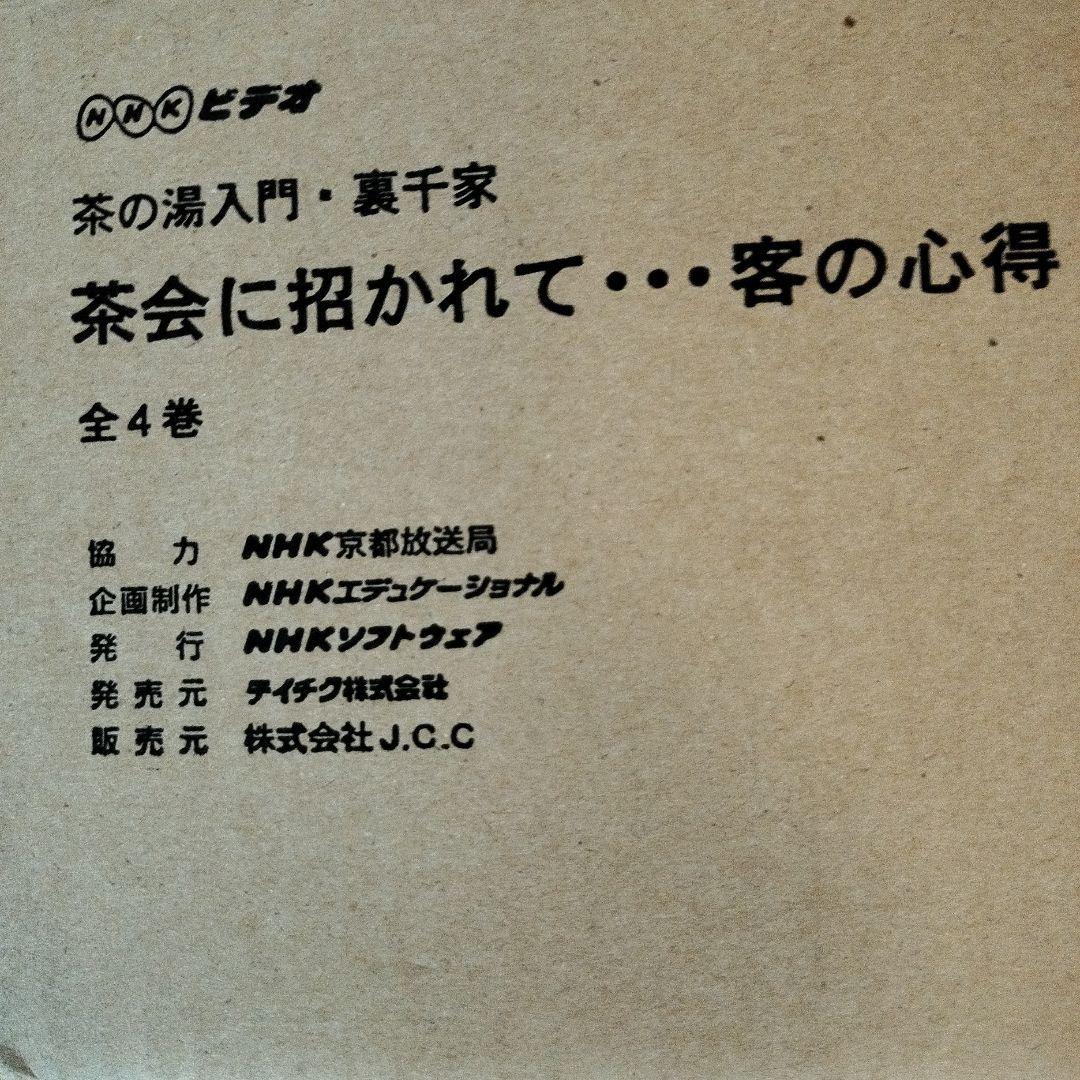 NHKビデオ
茶の湯入門・裏千家
茶会に招かれて・・・客の心得
全4巻
協力 NHK京都放送局
企画制作 NHKエデュケーショナル
発行 NHKソフトウェア
発売元 テイチク株式会社
販売元 株式会社J.C.C